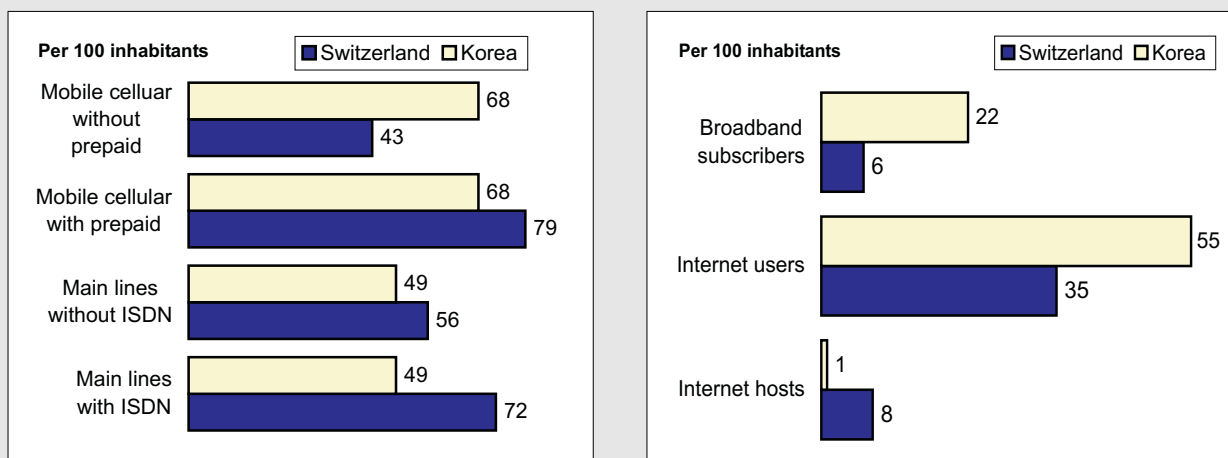 Per 100 inhabitants
Switzerland Korea
Mobile celluar
without
prepaid
68
43
Mobile cellular
with prepaid
68
79
Main lines
without ISDN
49
56
Main lines
with ISDN
49
72
Per 100 inhabitants
Switzerland Korea
Broadband
subscribers
22
6
Internet users
55
35
Internet hosts
1
8